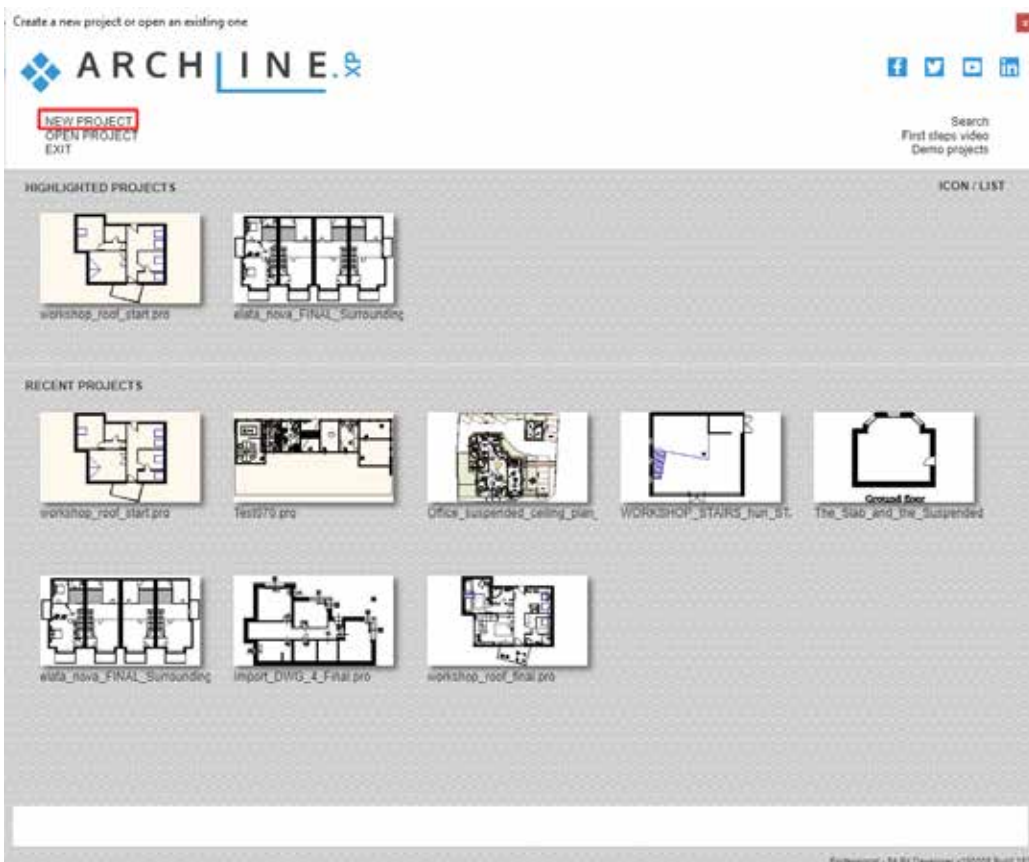 Create a new project or open an existing one
ARCHLINE.XP
NEW PROJECT
OPEN PROJECT
EXIT
Search
First steps video
Demo projects
HIGHLIGHTED PROJECTS
ICON / LIST
workshop_roof_start.pro
elata_nova_FINAL_Surrounding
RECENT PROJECTS
workshop_roof_start.pro
Test070.pro
Office_suspended_ceiling_plan_
WORKSHOP_STAIRS_hun_ST.
Ground floor
The_Slab_and_the_Suspended
elata_nova_FINAL_Surrounding
import_DWG_4_Final.pro
workshop_roof_final.pro